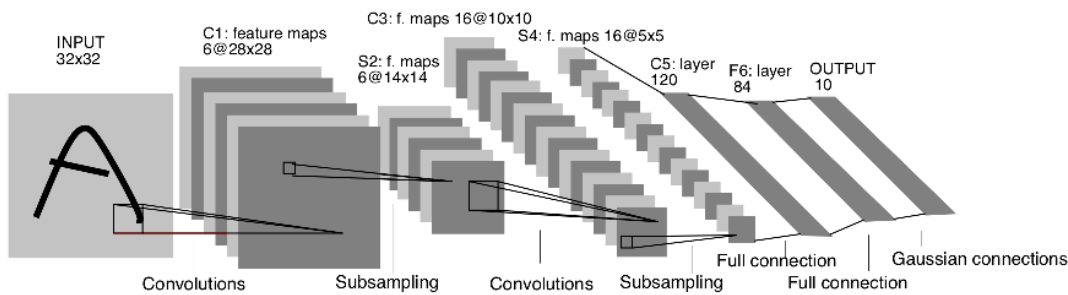 INPUT
32x32
C1: feature maps
6@28x28
S2: f. maps
6@14x14
C3: f. maps 16@10x10
S4: f. maps 16@5x5
C5: layer
120
F6: layer
84
OUTPUT
10
Convolutions
Subsampling
Convolutions
Subsampling
Full connection
Full connection
Gaussian connections
A